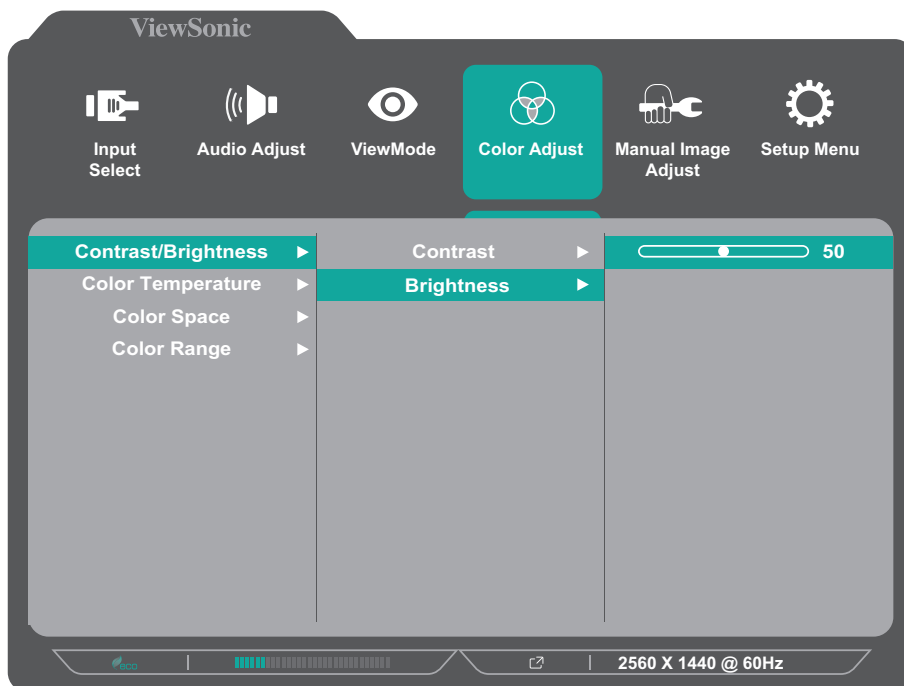 ViewSonic
Input
Select
Audio Adjust
ViewMode
Color Adjust
Manual Image
Adjust
Setup Menu
Contrast/Brightness
Color Temperature
Color Space
Color Range
Contrast
Brightness
50
eco
2560 X 1440 @ 60Hz